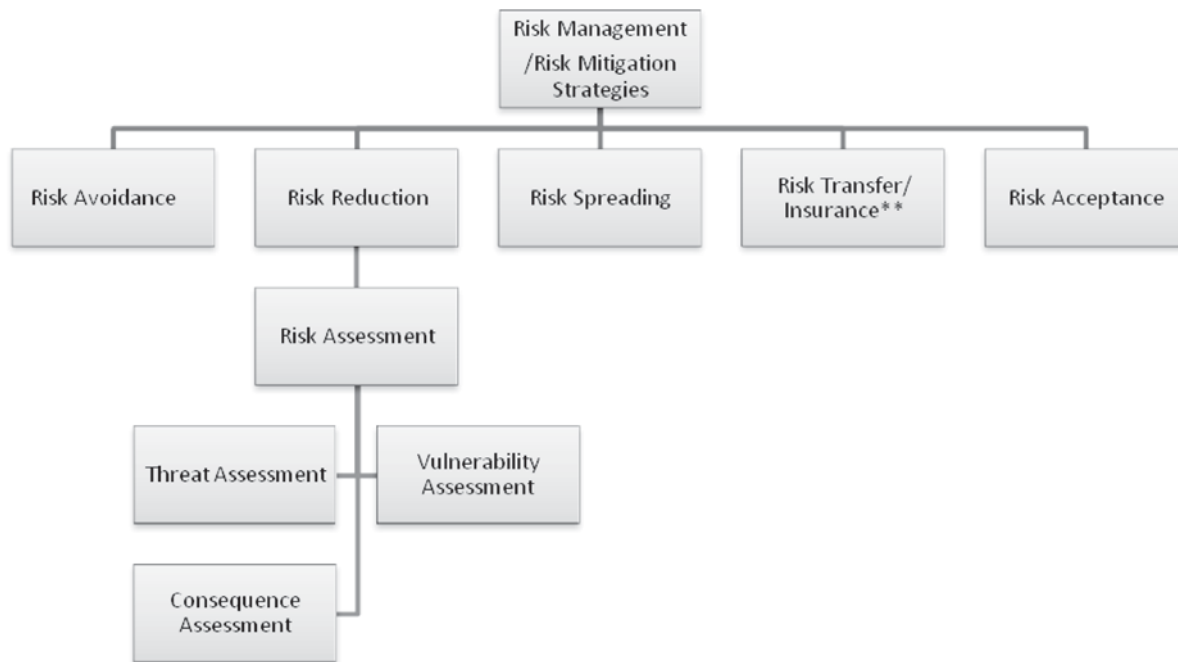 Risk Management
/Risk Mitigation
Strategies
Risk Avoidance
Risk Reduction
Risk Spreading
Risk Transfer/
Insurance**
Risk Acceptance
Risk Assessment
Threat Assessment
Vulnerability
Assessment
Consequence
Assessment